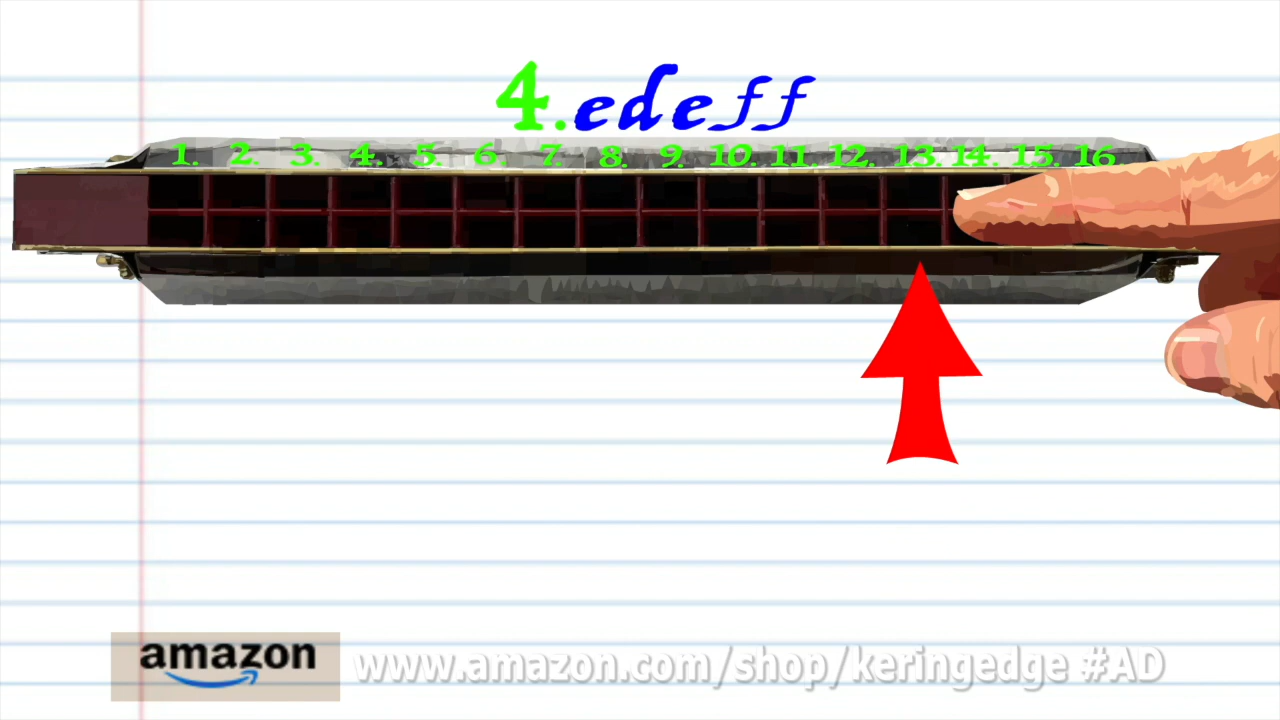 4.edeff
1. 2. 3. 4. 5. 6. 7. 8. 9. 10. 11. 12. 13. 14. 15. 16.
amazon www.amazon.com/shop/keringedge #AD